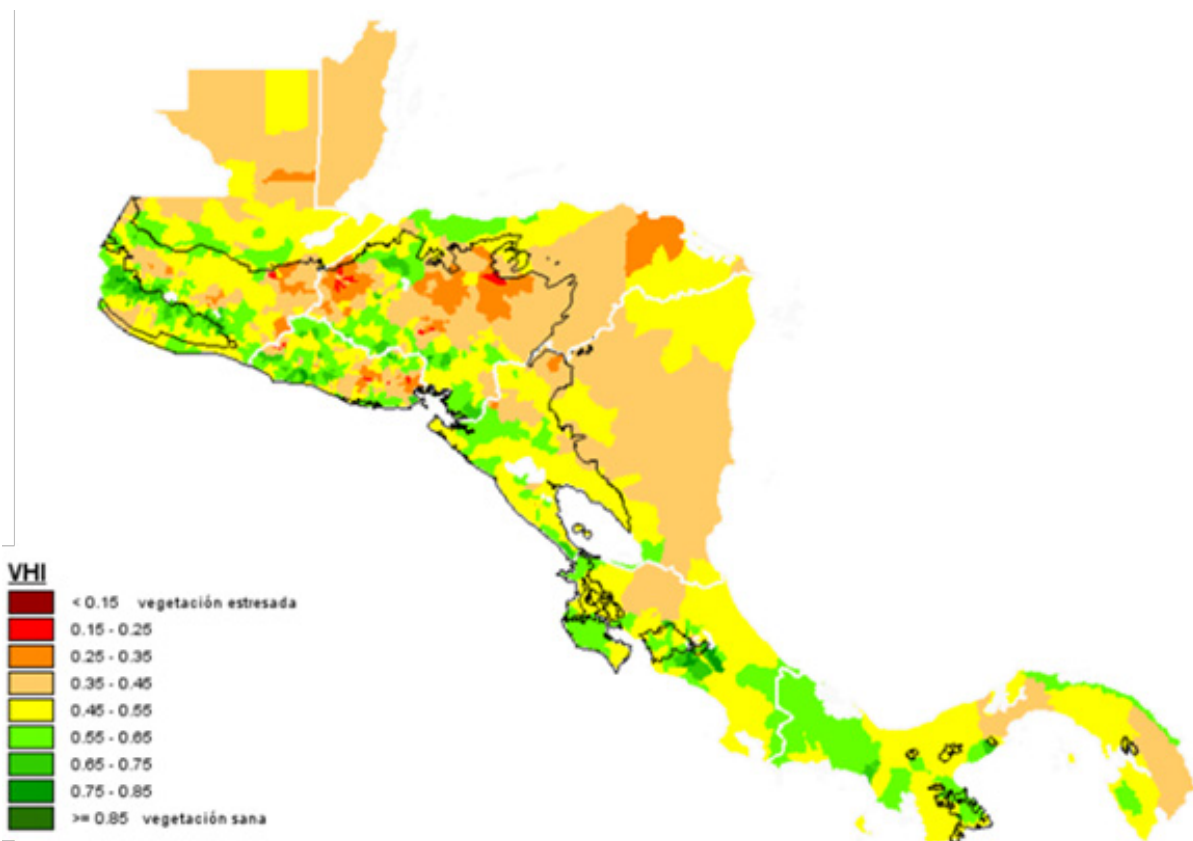 VHI
< 0.15 vegetación estresada
0.15 - 0.25
0.25 - 0.35
0.35 - 0.45
0.45 - 0.55
0.55 - 0.65
0.65 - 0.75
0.75 - 0.85
>= 0.85 vegetación sana